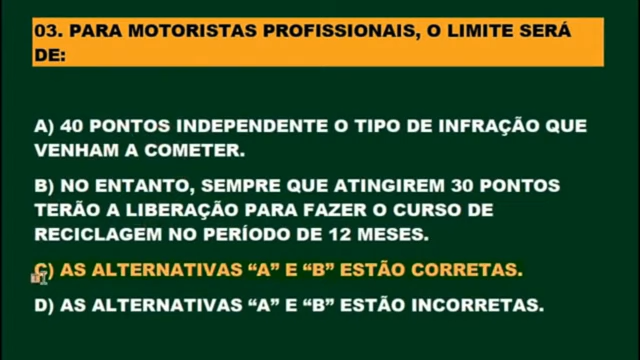 03. PARA MOTORISTAS PROFISSIONAIS, O LIMITE SERÁ
DE:
A) 40 PONTOS INDEPENDENTE O TIPO DE INFRAÇÃO QUE
VENHAM A COMETER.
B) NO ENTANTO, SEMPRE QUE ATINGIREM 30 PONTOS
TERÃO A LIBERAÇÃO PARA FAZER O CURSO DE
RECICLAGEM NO PERÍODO DE 12 MESES.
C) AS ALTERNATIVAS “A” E “B” ESTÃO CORRETAS.
D) AS ALTERNATIVAS “A” E “B” ESTÃO INCORRETAS.